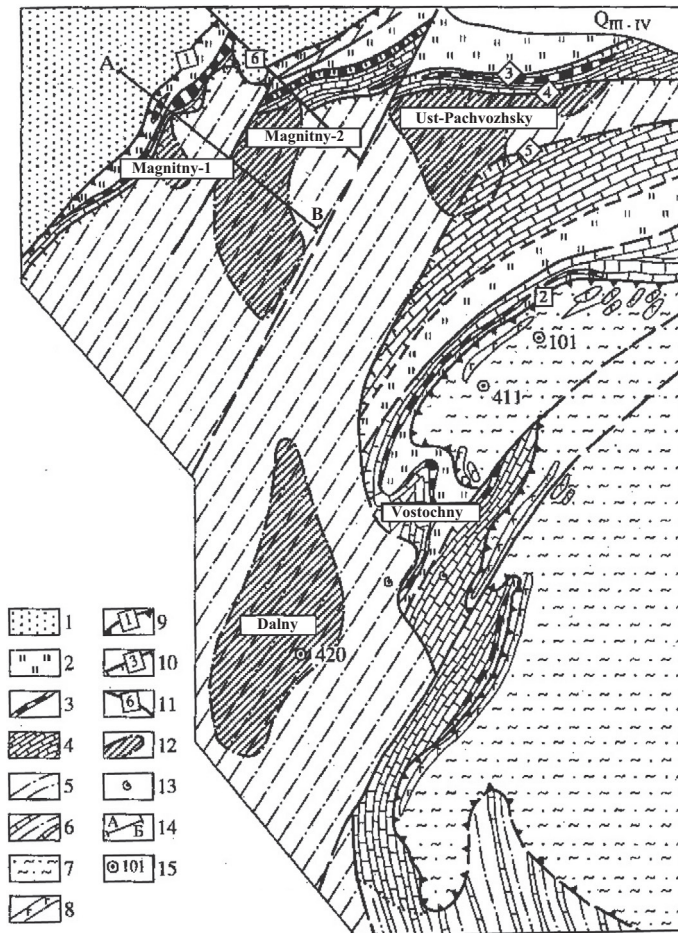 Q III - IV
A
1
6
3
4
Magnitny-2
Ust-Pachvozhsky
Magnitny-1
5
B
2
101
411
Vostochny
Dalny
420
1
2
3
4
5
6
7
8
1 9
3 10
6 11
12
13
А Б 14
101 15